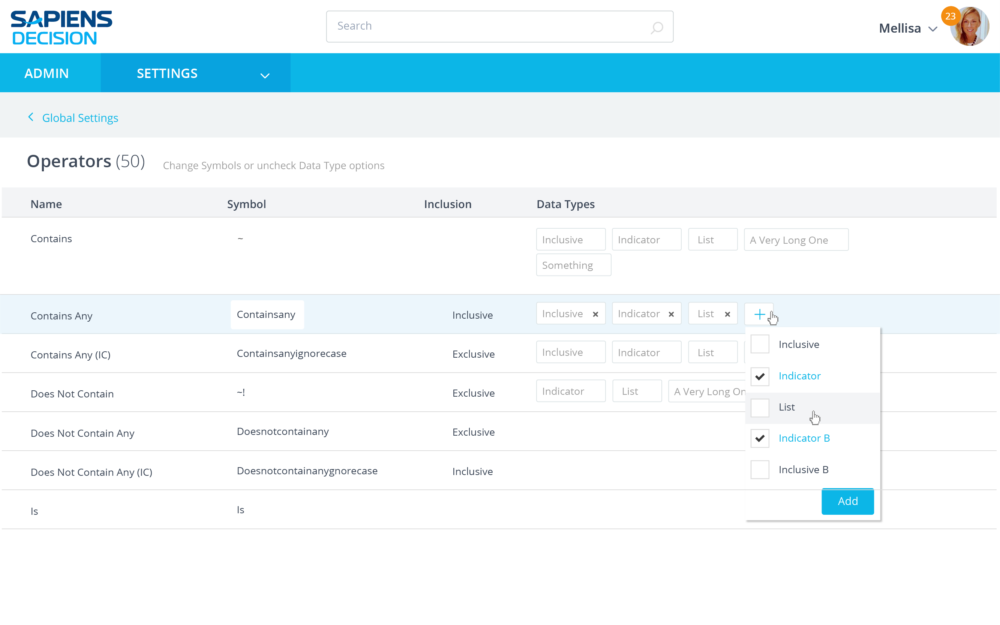 SAPIENS
DECISION
Search
Mellisa
23
ADMIN
SETTINGS
Global Settings
Operators (50)
Change Symbols or uncheck Data Type options
Name Symbol Inclusion Data Types
Contains ~ Inclusive Indicator List A Very Long One
Something
Contains Any Containsany Inclusive Inclusive × Indicator × List × +
Inclusive
Contains Any (IC) Containsanyignorecase Exclusive Inclusive Indicator List
Indicator
Does Not Contain ~! Exclusive Indicator List A Very Long On
List
Does Not Contain Any Doesnotcontainany Exclusive
Indicator B
Does Not Contain Any (IC) Doesnotcontainanygnorecase Inclusive
Inclusive B
Add
Is Is